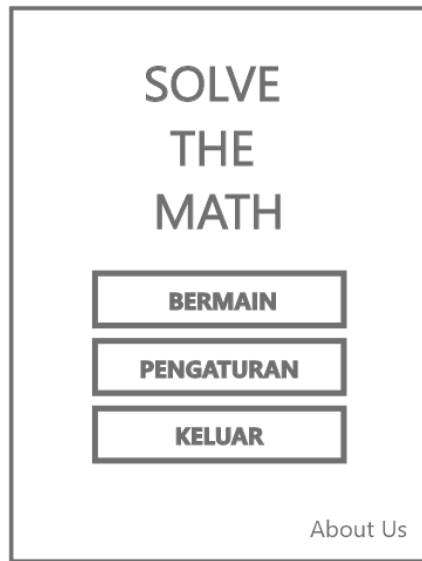 SOLVE
THE
MATH
BERMAIN
PENGATURAN
KELUAR
About Us